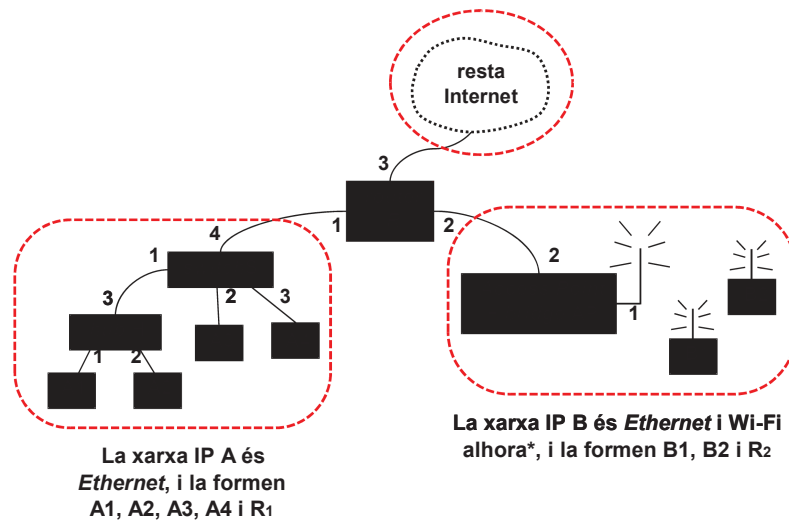 resta
Internet
3
1
2
4
1
2
3
3
1
2
2
1
La xarxa IP A és
Ethernet, i la formen
A1, A2, A3, A4 i R1
La xarxa IP B és Ethernet i Wi-Fi
alhora*, i la formen B1, B2 i R2